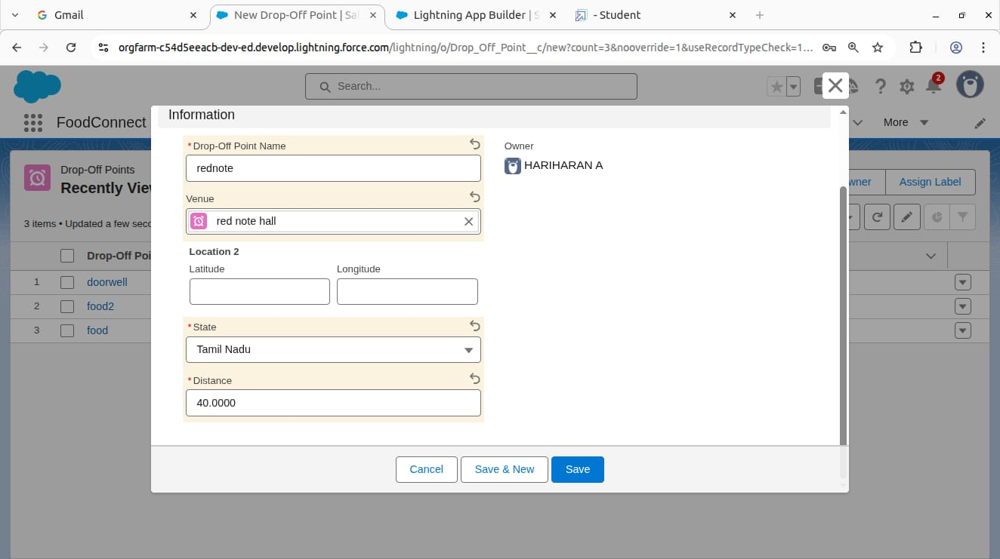 Gmail
New Drop-Off Point | Sal
Lightning App Builder | S
- Student
orgfarm-c54d5eeacb-dev-ed.develop.lightning.force.com/lightning/o/Drop_Off_Point__c/new?count=3&nooverride=1&useRecordTypeCheck=1...
Search...
2
FoodConnect
More
Information
Drop-Off Points
Recently Vie
wner
Assign Label
3 items • Updated a few seco
Drop-Off Poi
1 doorwell
2 food2
3 food
*Drop-Off Point Name
rednote
Owner
HARIHARAN A
Venue
red note hall
Location 2
Latitude Longitude
*State
Tamil Nadu
*Distance
40.0000
Cancel Save & New Save